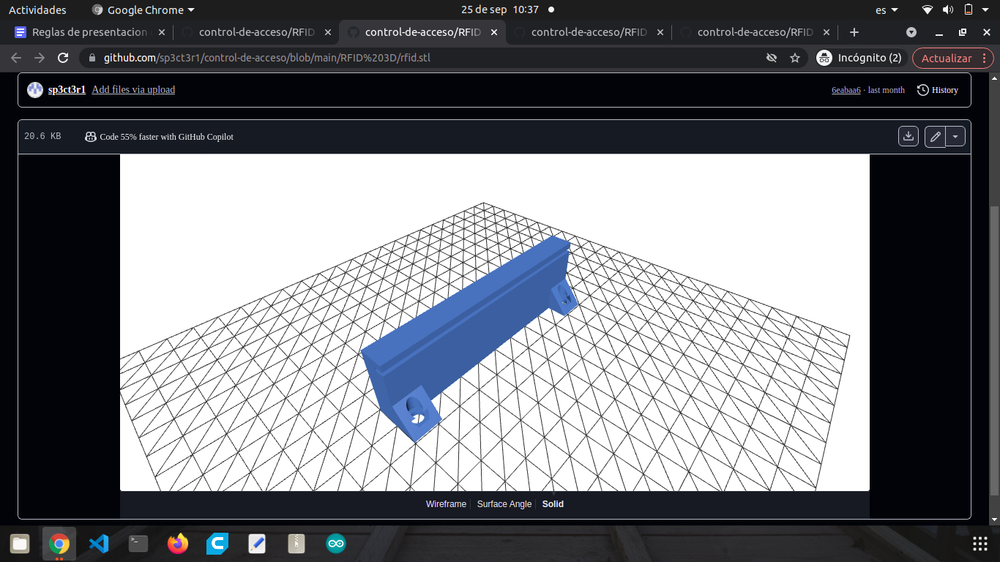 Actividades Google Chrome 25 de sep 10:37 es
Reglas de presentacion control-de-acceso/RFID control-de-acceso/RFID control-de-acceso/RFID control-de-acceso/RFID
github.com/sp3ct3r1/control-de-acceso/blob/main/RFID%203D/rfid.stl Incógnito (2) Actualizar
sp3ct3r1 Add files via upload 6eabaa6 · last month History
20.6 KB Code 55% faster with GitHub Copilot
Wireframe Surface Angle Solid